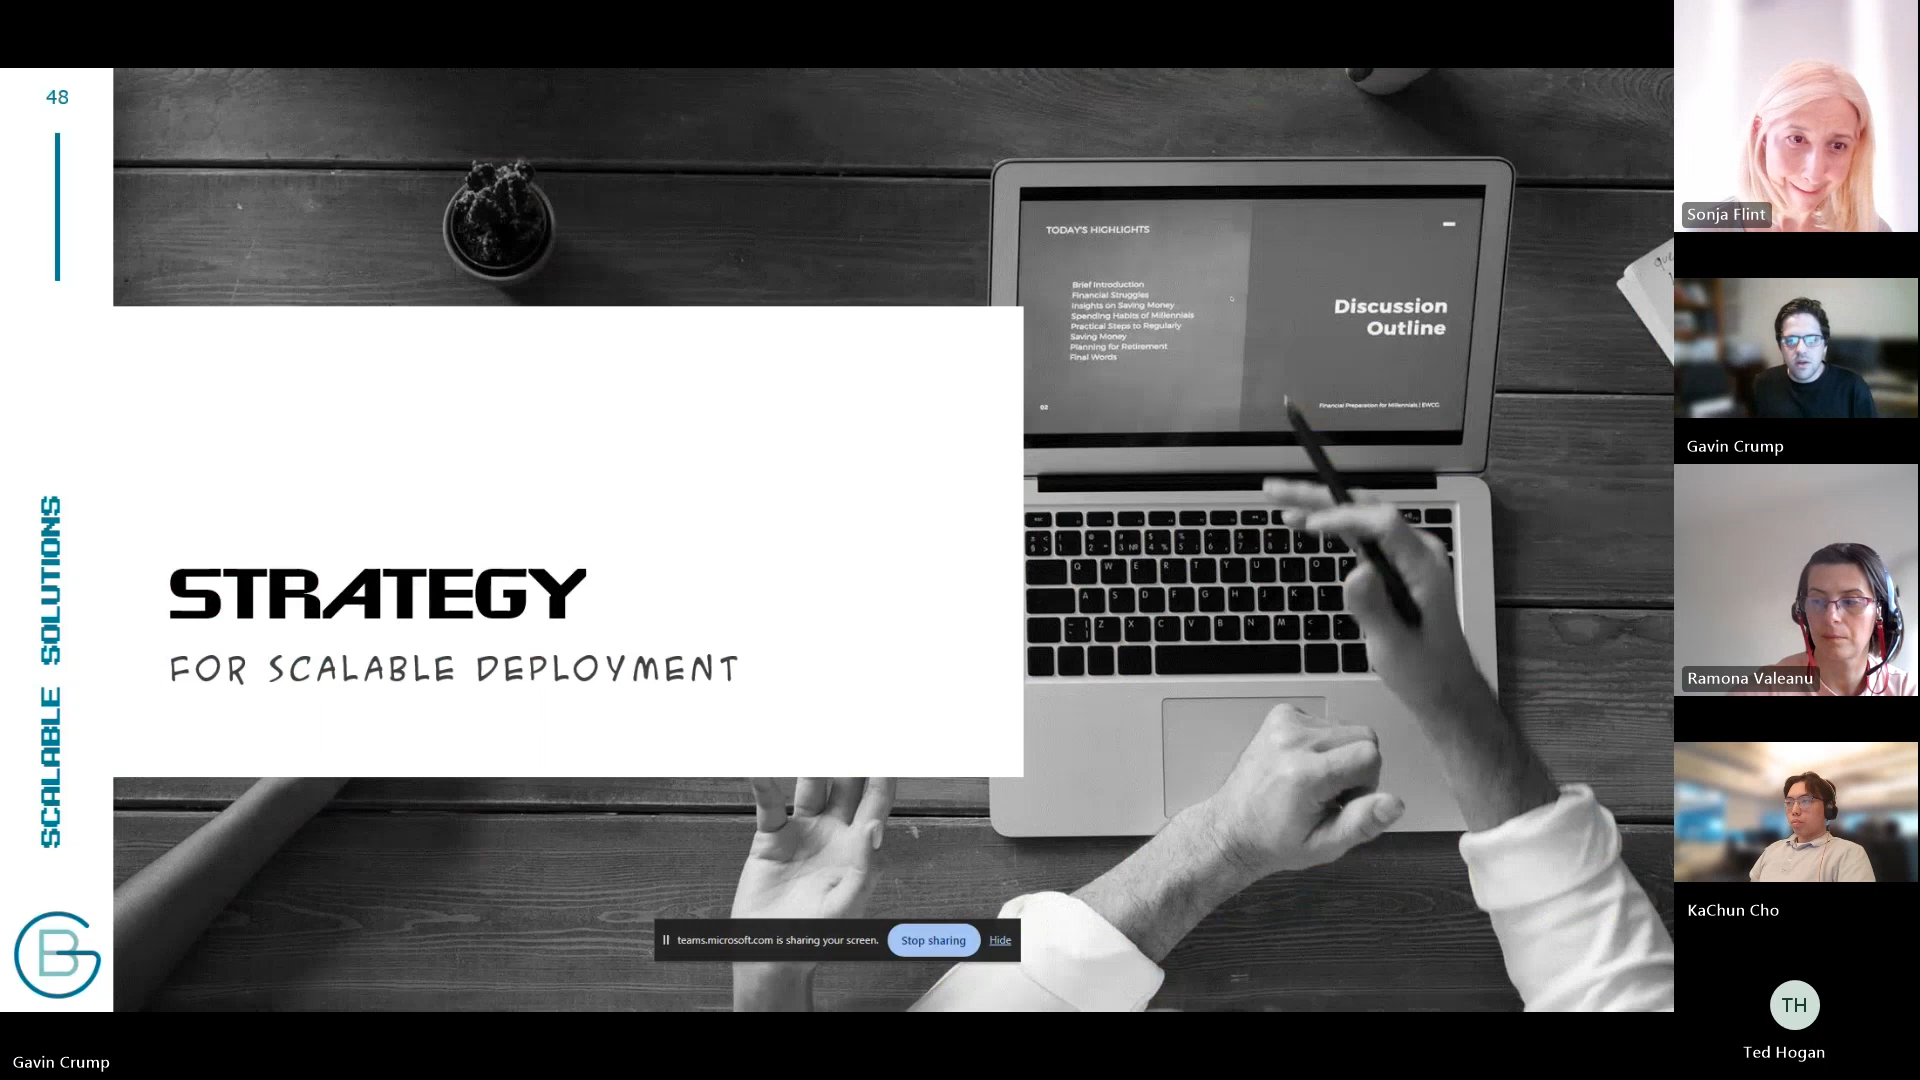 48
SCALABLE SOLUTIONS
BG
STRATEGY
FOR SCALABLE DEPLOYMENT
TODAY'S HIGHLIGHTS
Brief Introduction
Financial Struggles
Insights on Saving Money
Spending Habits of Millennials
Practical Steps to Regularly
Saving Money
Planning for Retirement
Final Words
Discussion
Outline
Financial Preparation for Millennials | EWCG
Q W E R T Y U I O P
A S D F G H J K L
Z X C V B N M
teams.microsoft.com is sharing your screen.
Stop sharing
Hide
Gavin Crump
Sonja Flint
Gavin Crump
Ramona Valeanu
KaChun Cho
TH
Ted Hogan